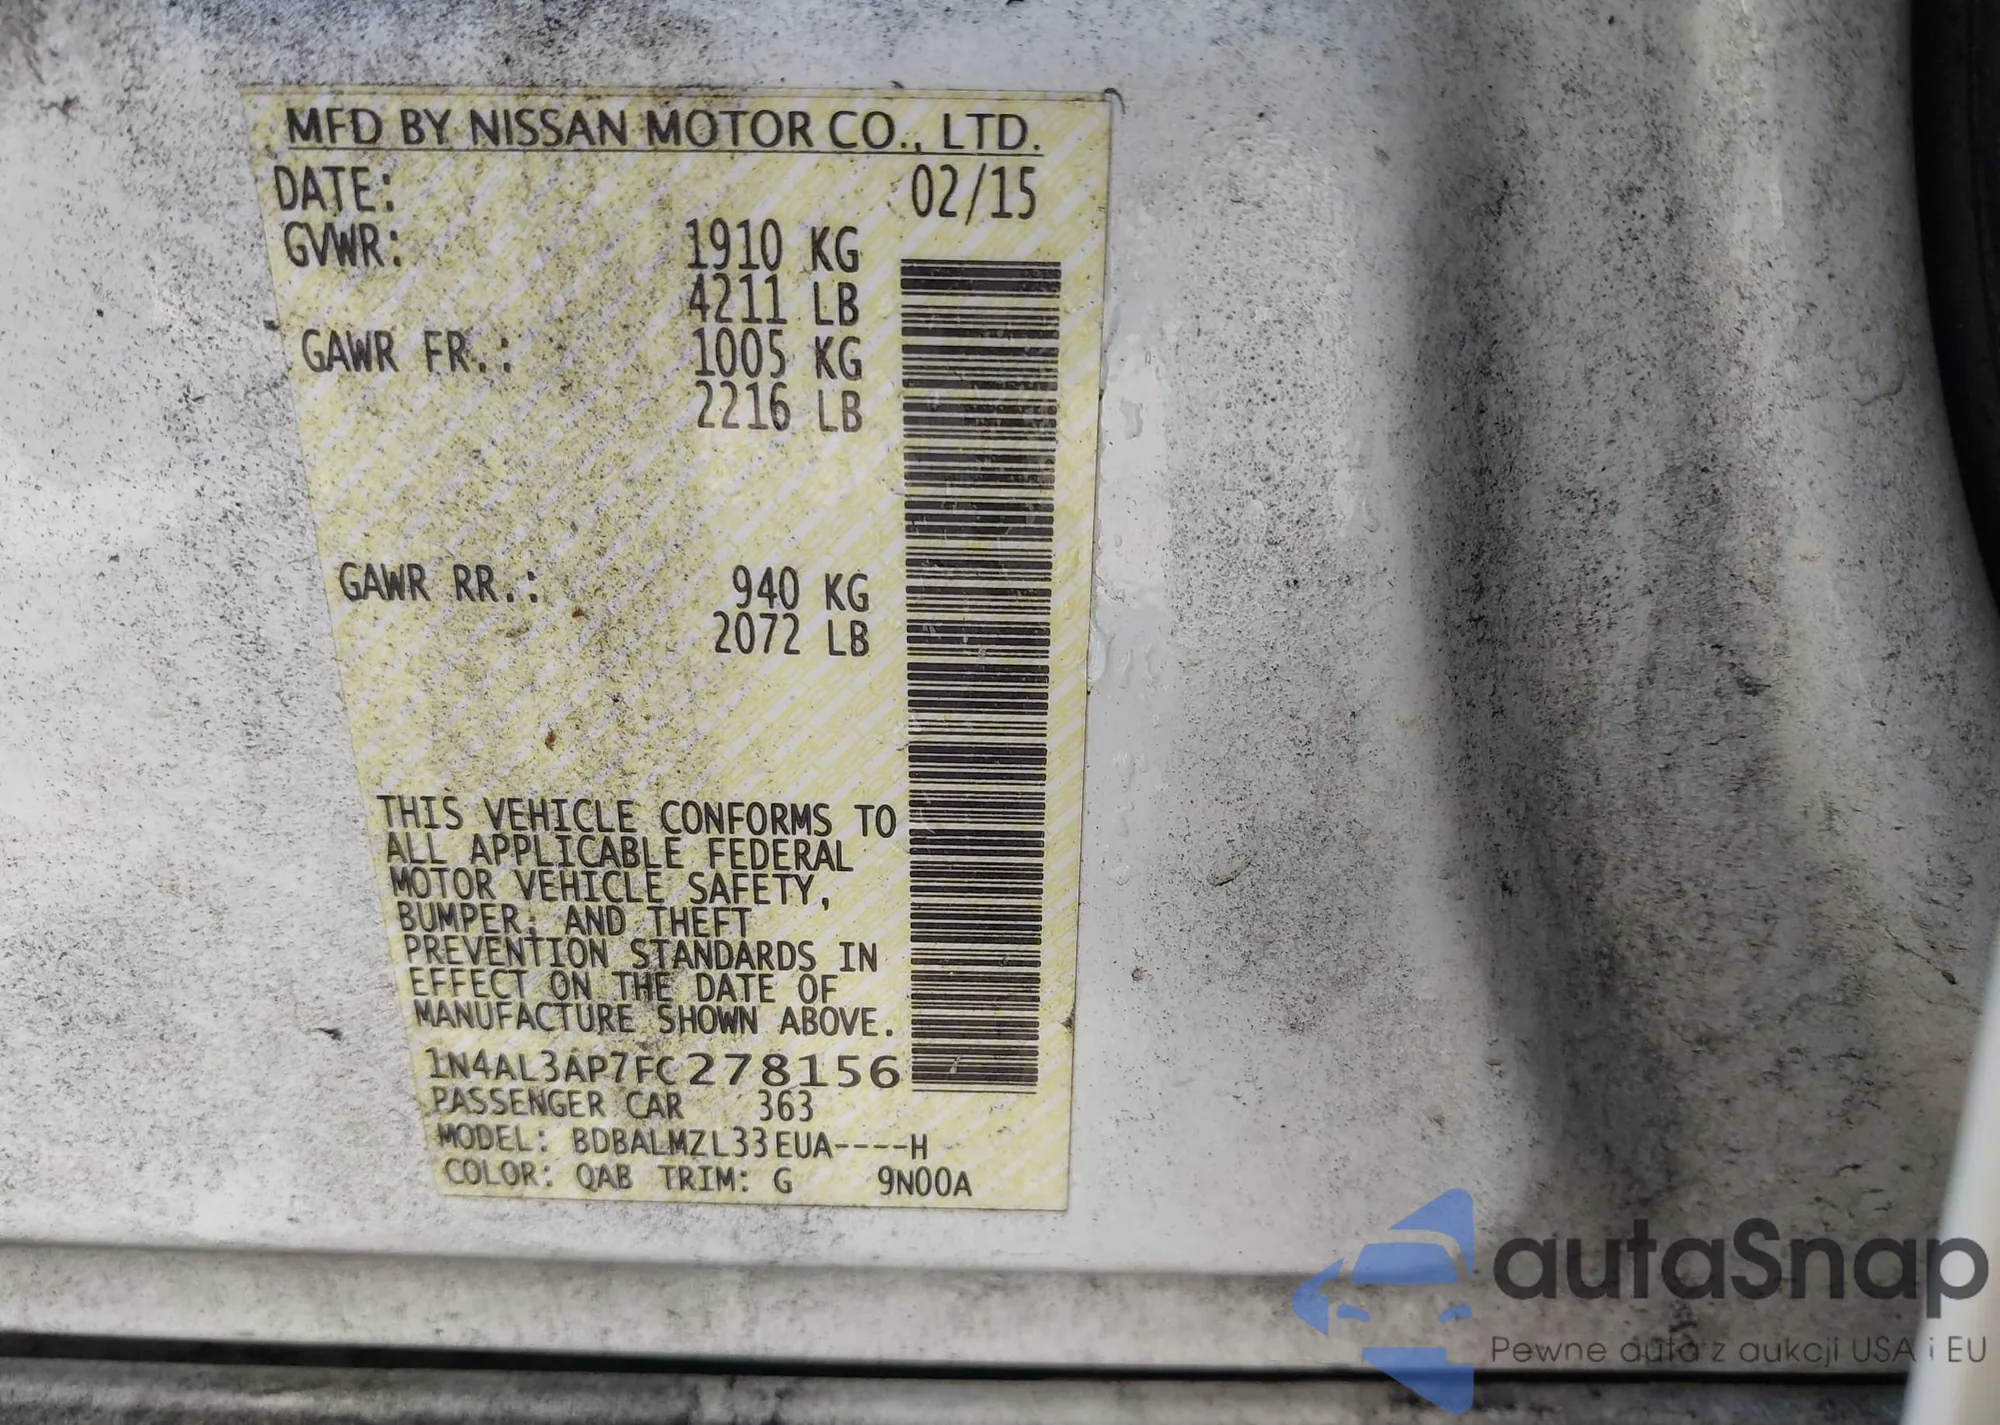 MFD BY NISSAN MOTOR CO., LTD.
DATE: 02/15
GVWR: 1910 KG
4211 LB
GAWR FR.: 1005 KG
2216 LB
GAWR RR.: 940 KG
2072 LB
THIS VEHICLE CONFORMS TO
ALL APPLICABLE FEDERAL
MOTOR VEHICLE SAFETY,
BUMPER, AND THEFT
PREVENTION STANDARDS IN
EFFECT ON THE DATE OF
MANUFACTURE SHOWN ABOVE.
1N4AL3AP7FC278156
PASSENGER CAR 363
MODEL: BDBALMZL33EUA----H
COLOR: QAB TRIM: G 9N00A
autaSnap
Pewne auta z aukcji USA i EU